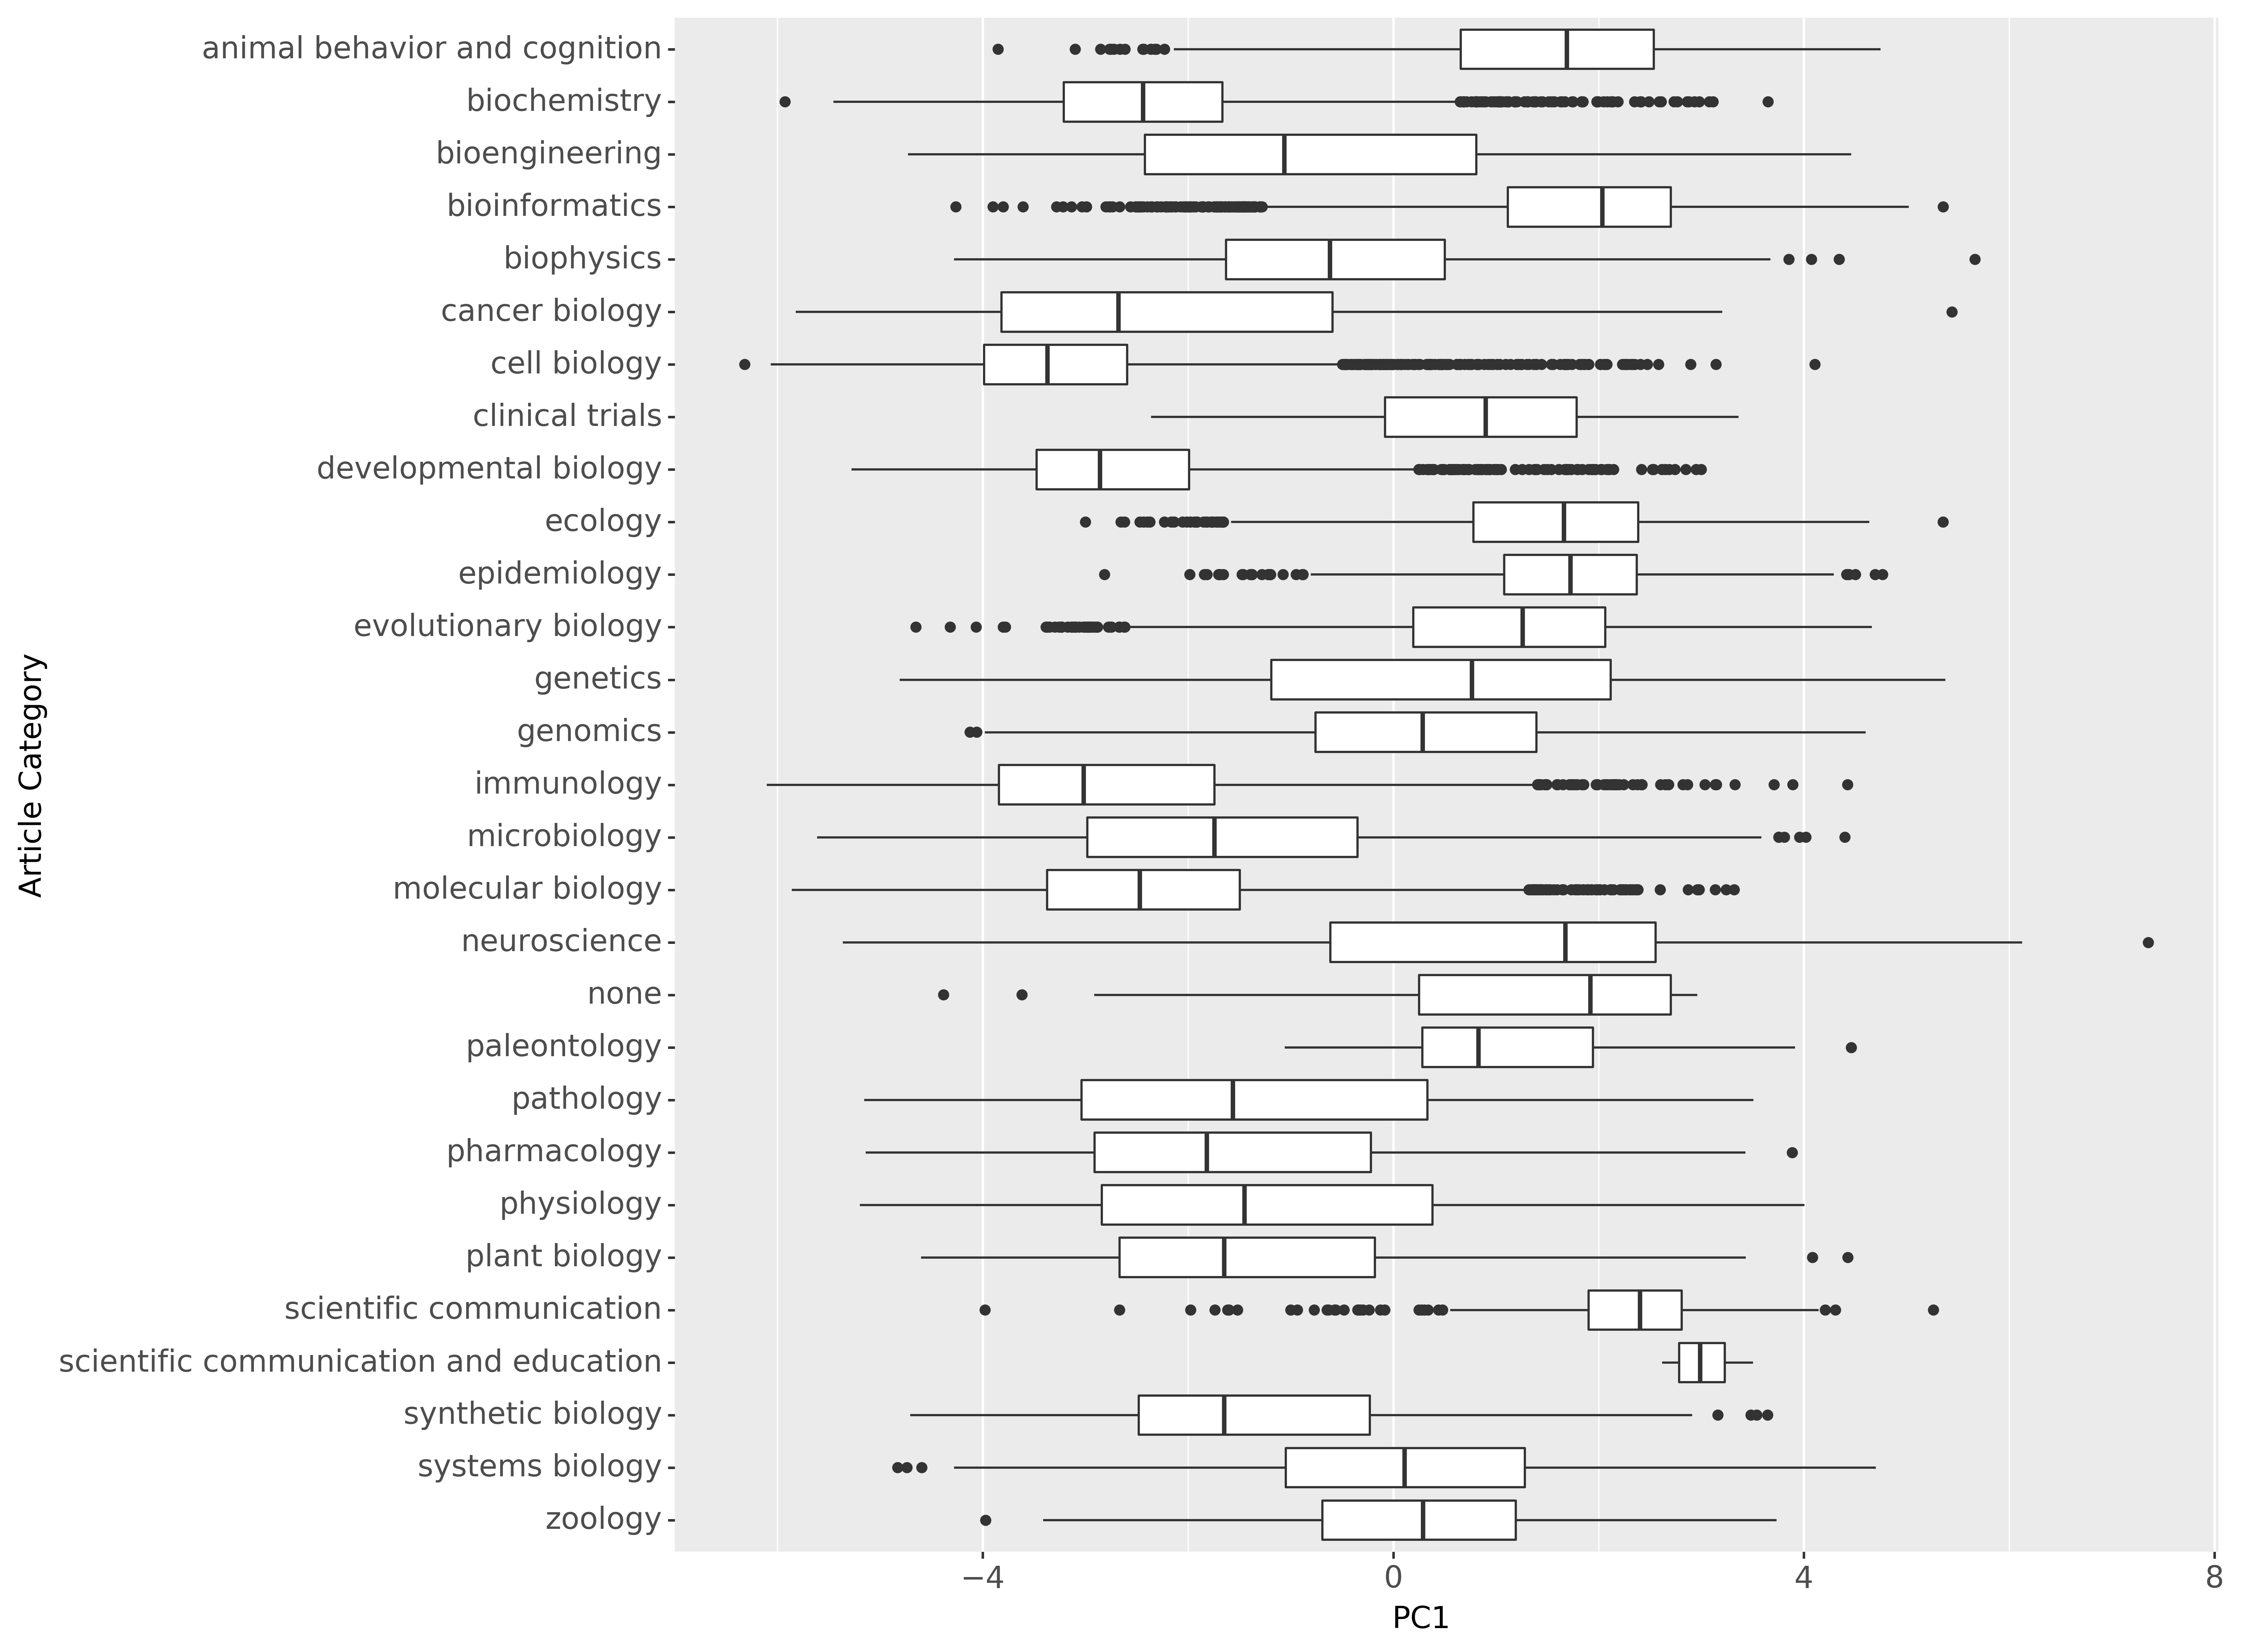 animal behavior and cognition
biochemistry
bioengineering
bioinformatics
biophysics
cancer biology
cell biology
clinical trials
developmental biology
ecology
epidemiology
evolutionary biology
genetics
genomics
immunology
microbiology
molecular biology
neuroscience
none
paleontology
pathology
pharmacology
physiology
plant biology
scientific communication
scientific communication and education
synthetic biology
systems biology
zoology
Article Category
−4 0 4 8
PC1